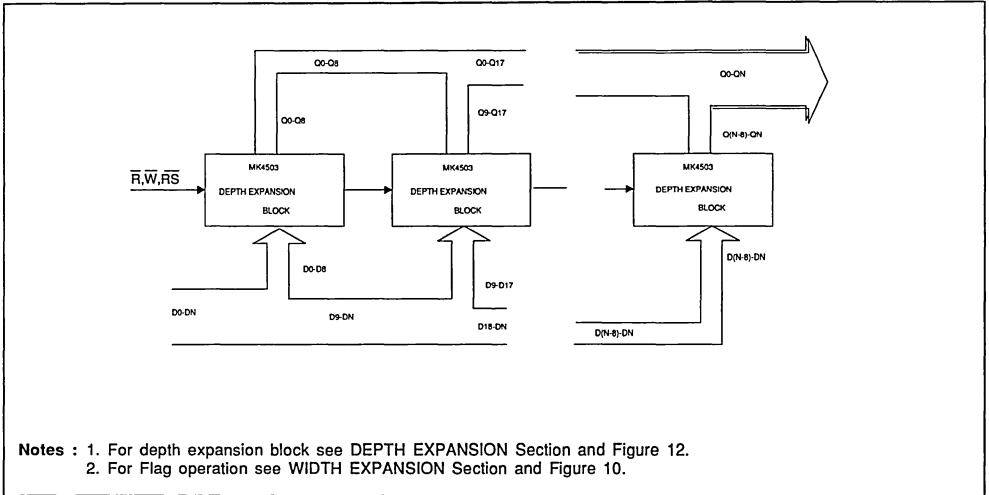 Q0-Q8
Q0-Q17
Q0-QN
Q0-Q8
Q9-Q17
Q(N-8)-QN
R,W,RS
MK4503
DEPTH EXPANSION
BLOCK
MK4503
DEPTH EXPANSION
BLOCK
MK4503
DEPTH EXPANSION
BLOCK
D0-D8
D9-D17
D(N-8)-DN
D0-DN
D9-DN
D18-DN
D(N-8)-DN
Notes : 1. For depth expansion block see DEPTH EXPANSION Section and Figure 12.
2. For Flag operation see WIDTH EXPANSION Section and Figure 10.